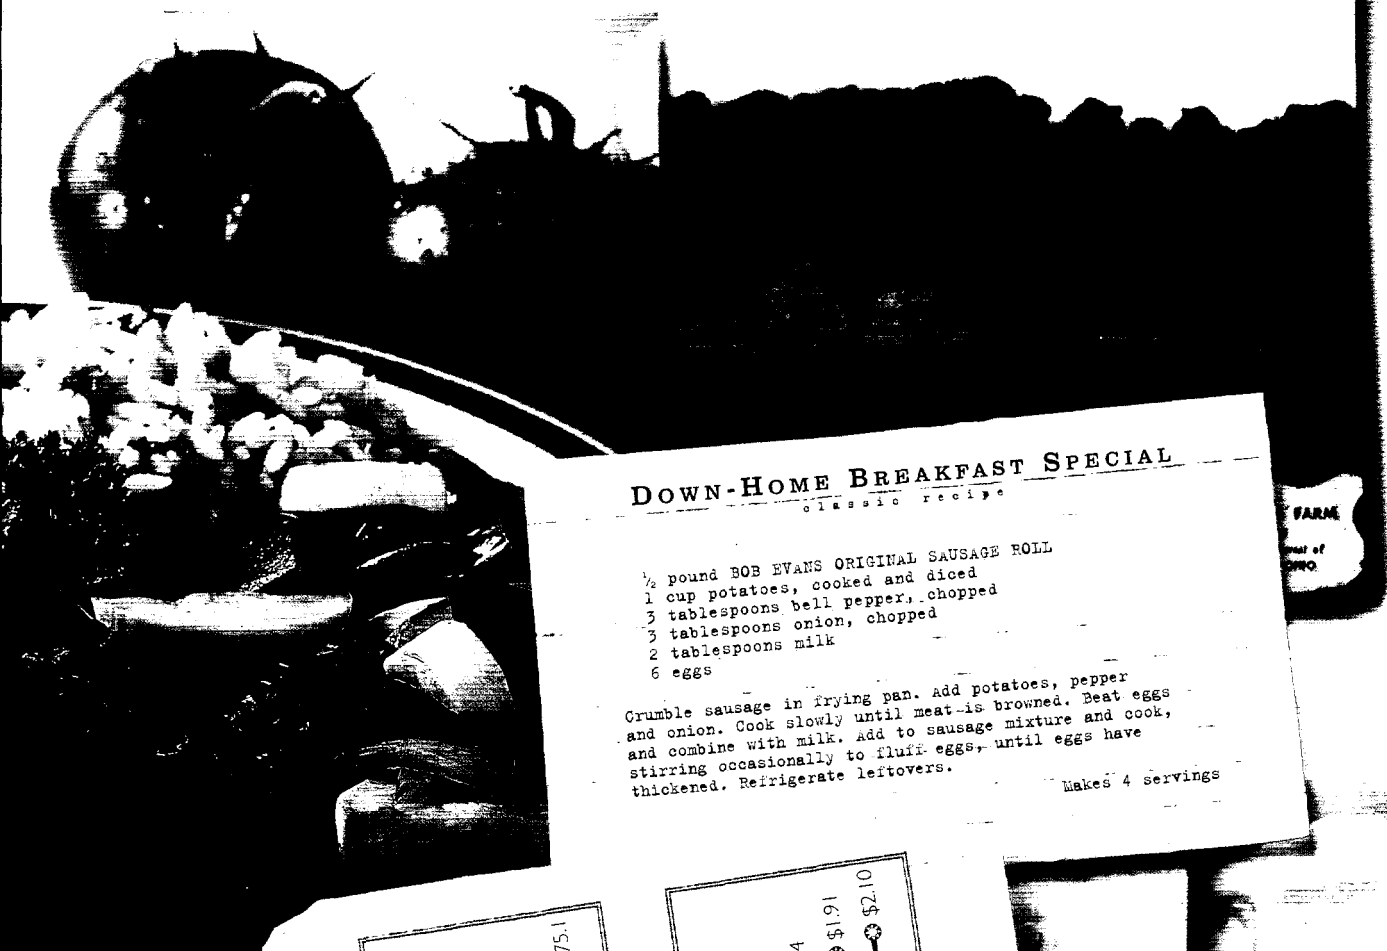 DOWN-HOME BREAKFAST SPECIAL
classic recipe
½ pound BOB EVANS ORIGINAL SAUSAGE ROLL
1 cup potatoes, cooked and diced
3 tablespoons bell pepper, chopped
3 tablespoons onion, chopped
2 tablespoons milk
6 eggs
Crumble sausage in frying pan. Add potatoes, pepper
and onion. Cook slowly until meat is browned. Beat eggs
and combine with milk. Add to sausage mixture and cook,
stirring occasionally to fluff eggs, until eggs have
thickened. Refrigerate leftovers.
Makes 4 servings
FARM
of
75.1
4
$1.91
$2.10